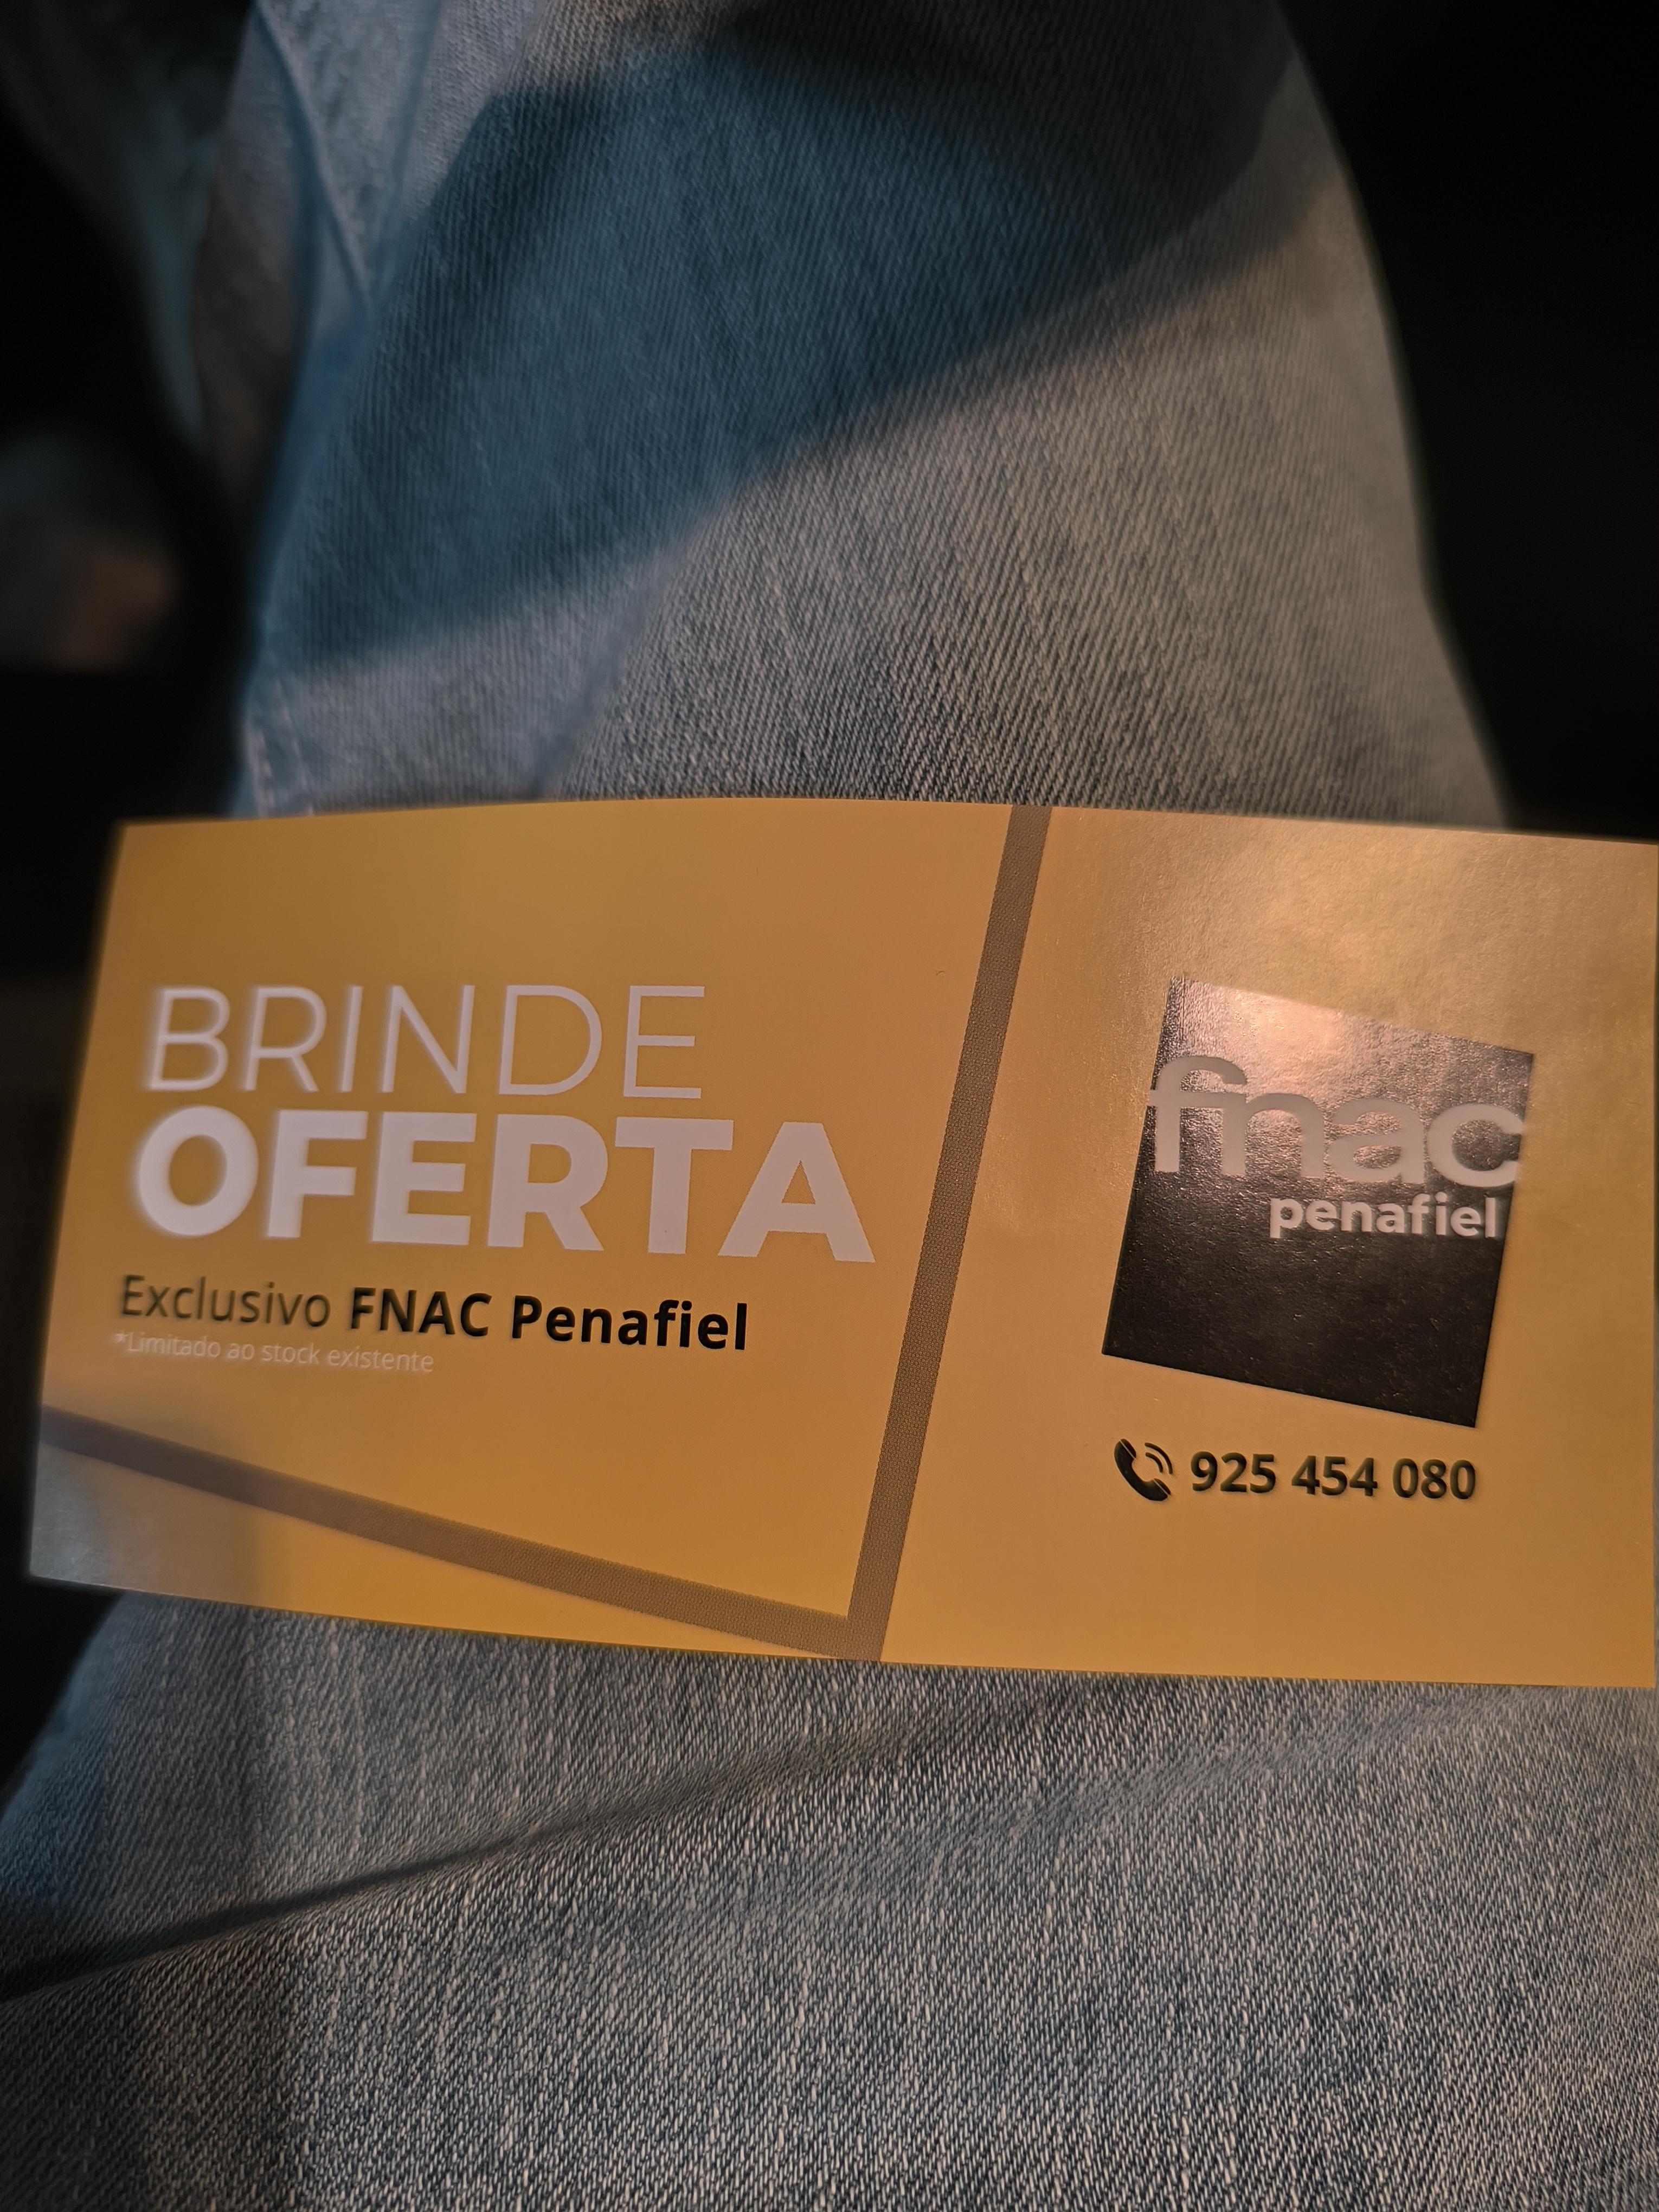 BRINDE
OFERTA
Exclusivo FNAC Penafiel
*Limitado ao stock existente
fnac
penafiel
925 454 080